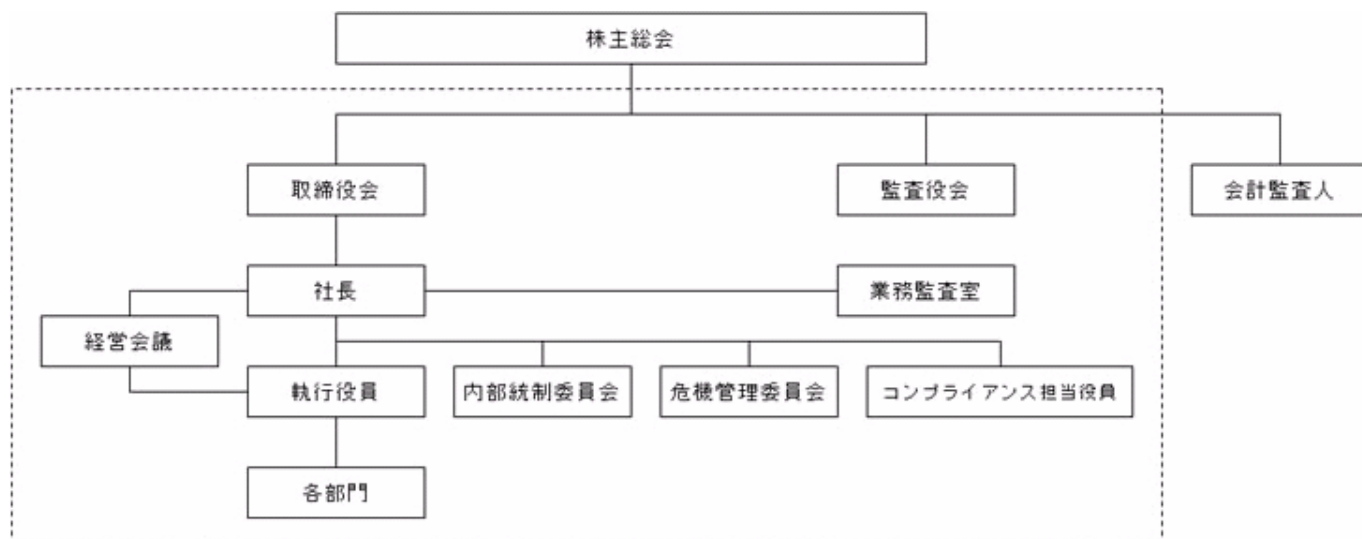 株主総会
取締役会
監査役会
会計監査人
社長
業務監査室
経営会議
執行役員
内部統制委員会
危機管理委員会
コンプライアンス担当役員
各部門